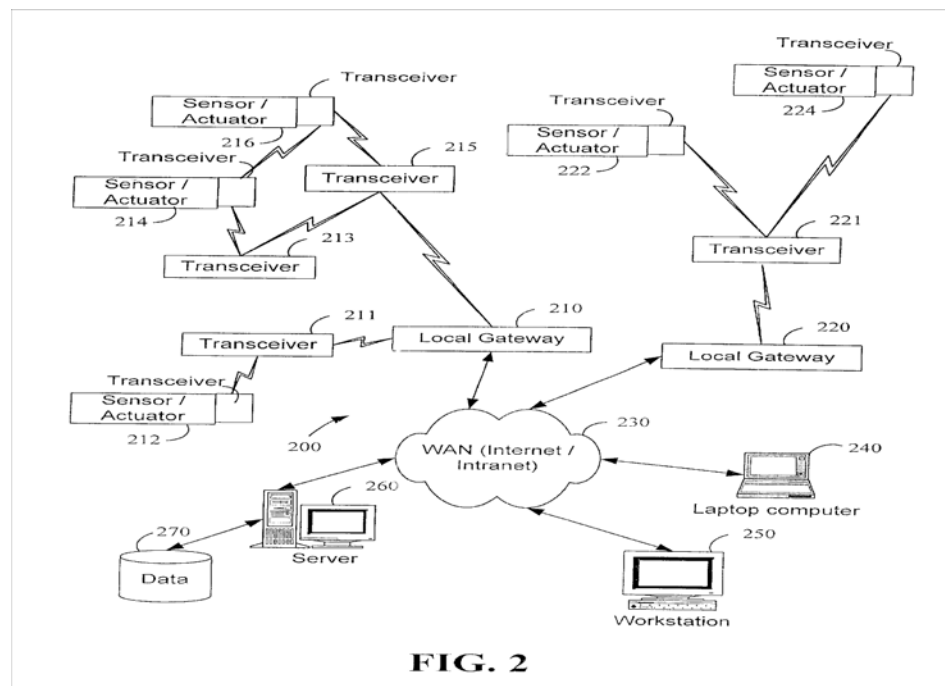 Transceiver
Transceiver
Sensor /
Actuator
216
Transceiver
Sensor /
Actuator
224
Transceiver
Sensor /
Actuator
222
215
Transceiver
Transceiver
Sensor /
Actuator
214
213
Transceiver
221
Transceiver
211
Transceiver
210
Local Gateway
220
Local Gateway
Transceiver
Sensor /
Actuator
212
200
230
WAN (Internet /
Intranet)
240
Laptop computer
260
Server
270
Data
250
Workstation
FIG. 2